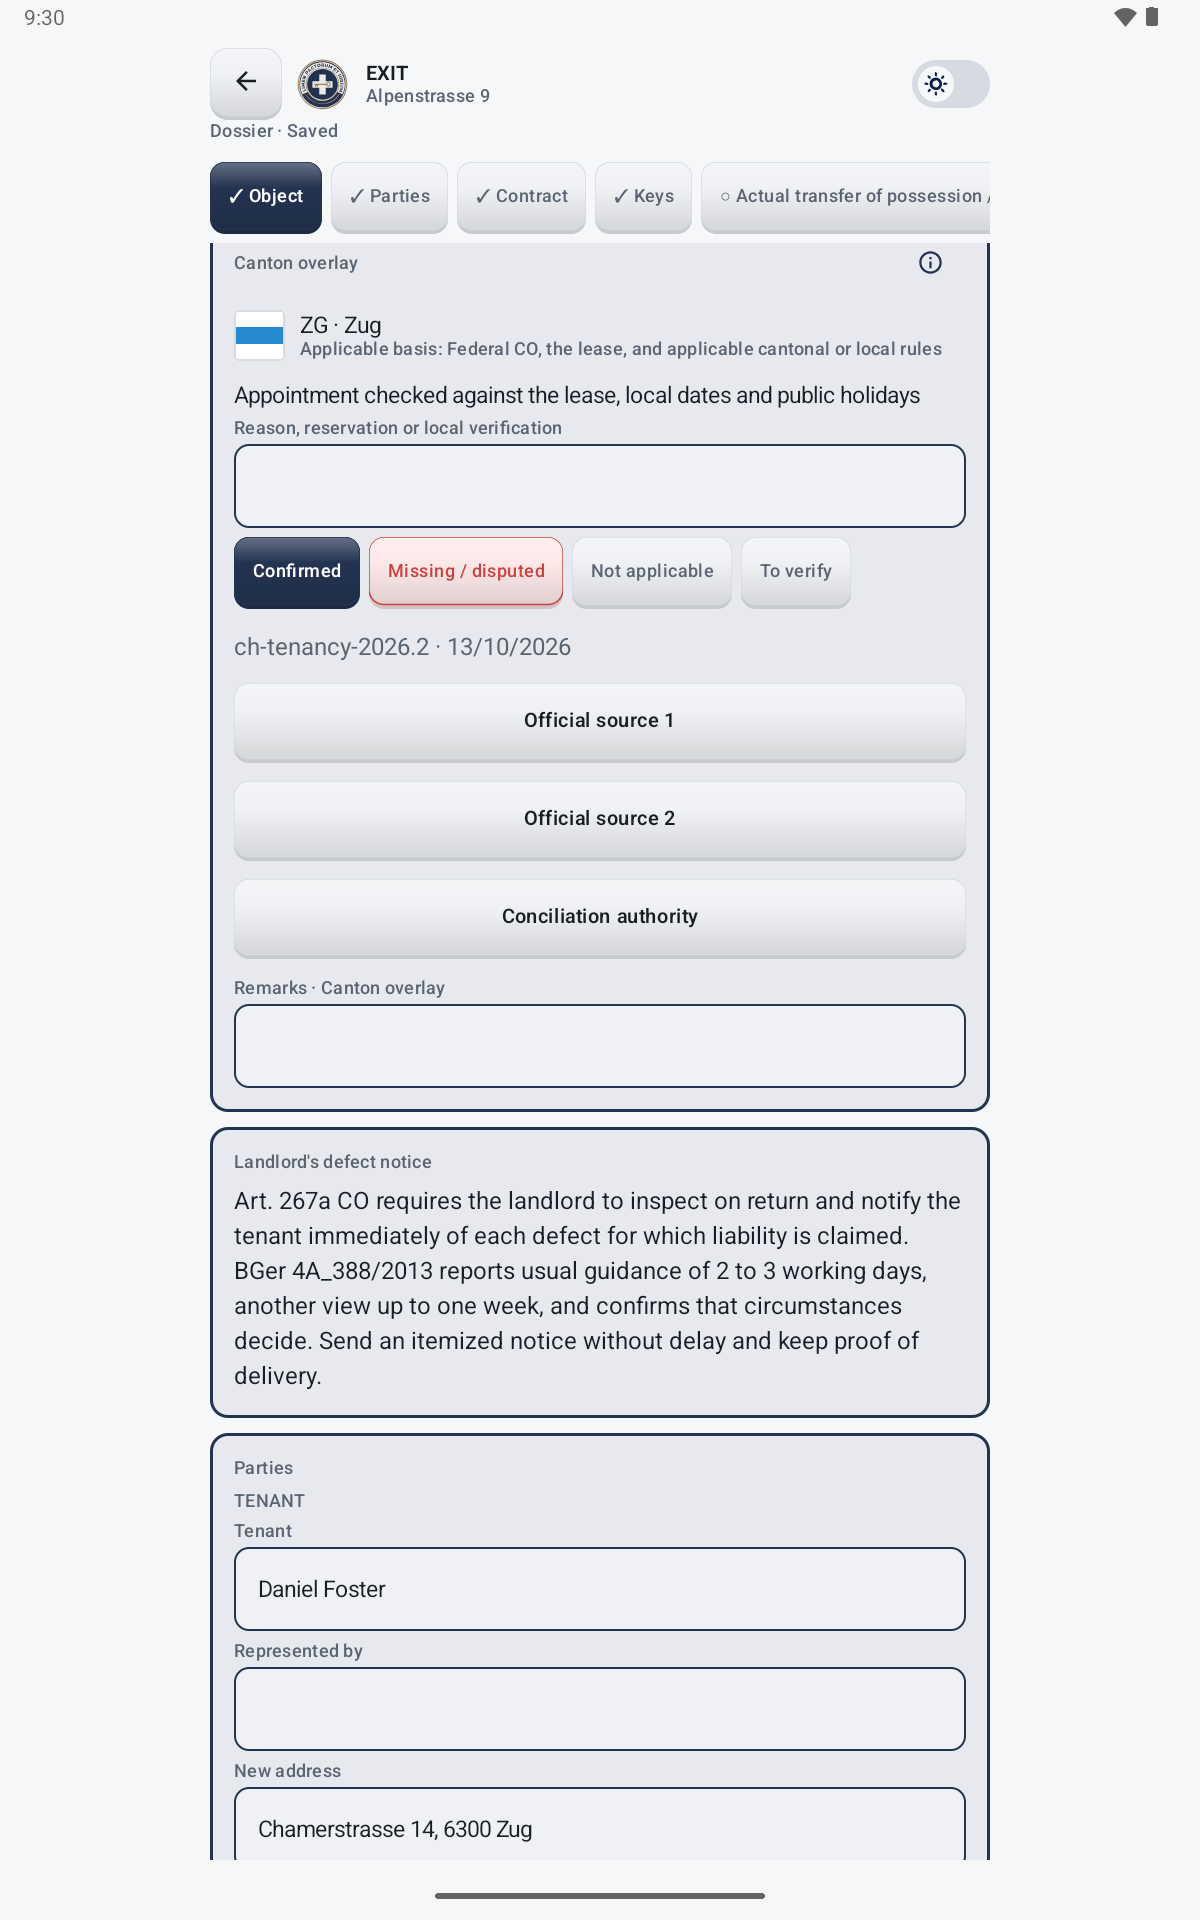 9:30
EXIT
Alpenstrasse 9
Dossier · Saved
✓ Object
✓ Parties
✓ Contract
✓ Keys
○ Actual transfer of possession /
Canton overlay
ZG · Zug
Applicable basis: Federal CO, the lease, and applicable cantonal or local rules
Appointment checked against the lease, local dates and public holidays
Reason, reservation or local verification
Confirmed
Missing / disputed
Not applicable
To verify
ch-tenancy-2026.2 · 13/10/2026
Official source 1
Official source 2
Conciliation authority
Remarks · Canton overlay
Landlord's defect notice
Art. 267a CO requires the landlord to inspect on return and notify the
tenant immediately of each defect for which liability is claimed.
BGer 4A_388/2013 reports usual guidance of 2 to 3 working days,
another view up to one week, and confirms that circumstances
decide. Send an itemized notice without delay and keep proof of
delivery.
Parties
TENANT
Tenant
Daniel Foster
Represented by
New address
Chamerstrasse 14, 6300 Zug